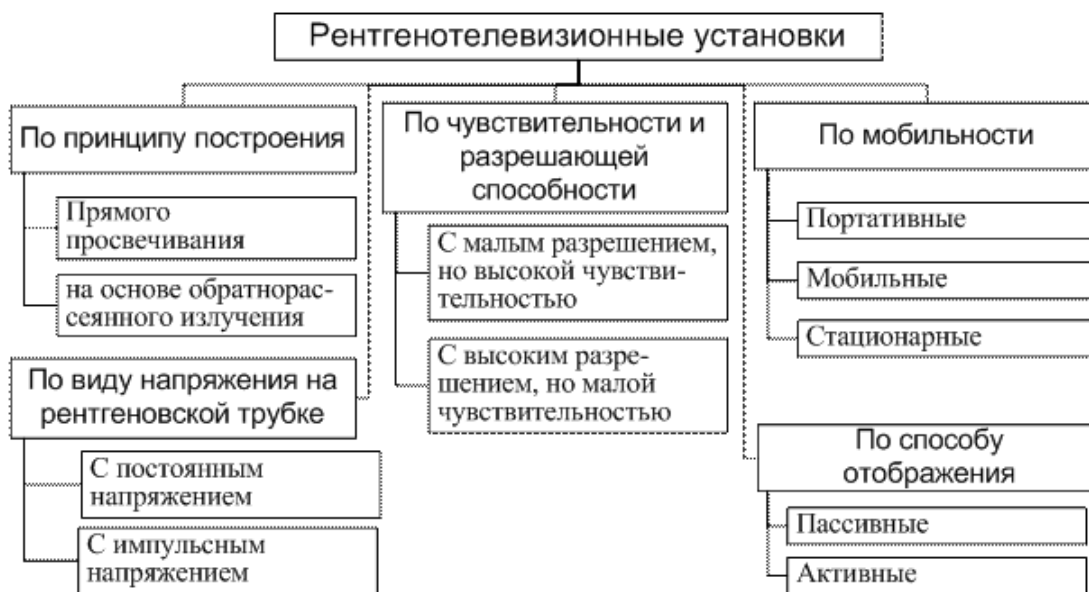 Рентгенотелевизионные установки
По принципу построения
Прямого
просвечивания
на основе обратнорас-
сеянного излучения
По виду напряжения на
рентгеновской трубке
С постоянным
напряжением
С импульсным
напряжением
По чувствительности и
разрешающей
способности
С малым разрешением,
но высокой чувстви-
тельностью
С высоким разре-
шением, но малой
чувствительностью
По мобильности
Портативные
Мобильные
Стационарные
По способу
отображения
Пассивные
Активные